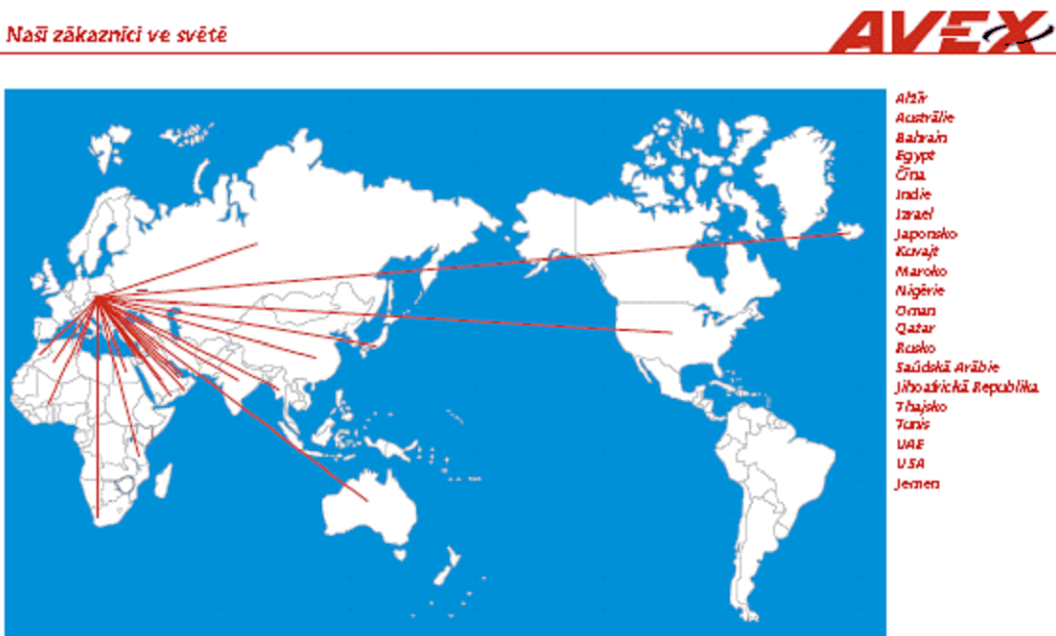 Naši zákazníci ve světě
AVEX
Alžír
Austrálie
Bahrain
Egypt
Čína
Indie
Izrael
Japonsko
Kuvajt
Maroko
Nigérie
Oman
Qatar
Rusko
Saúdská Arábie
Jihoafrická Republika
Thajsko
Tunis
UAE
USA
Jemen